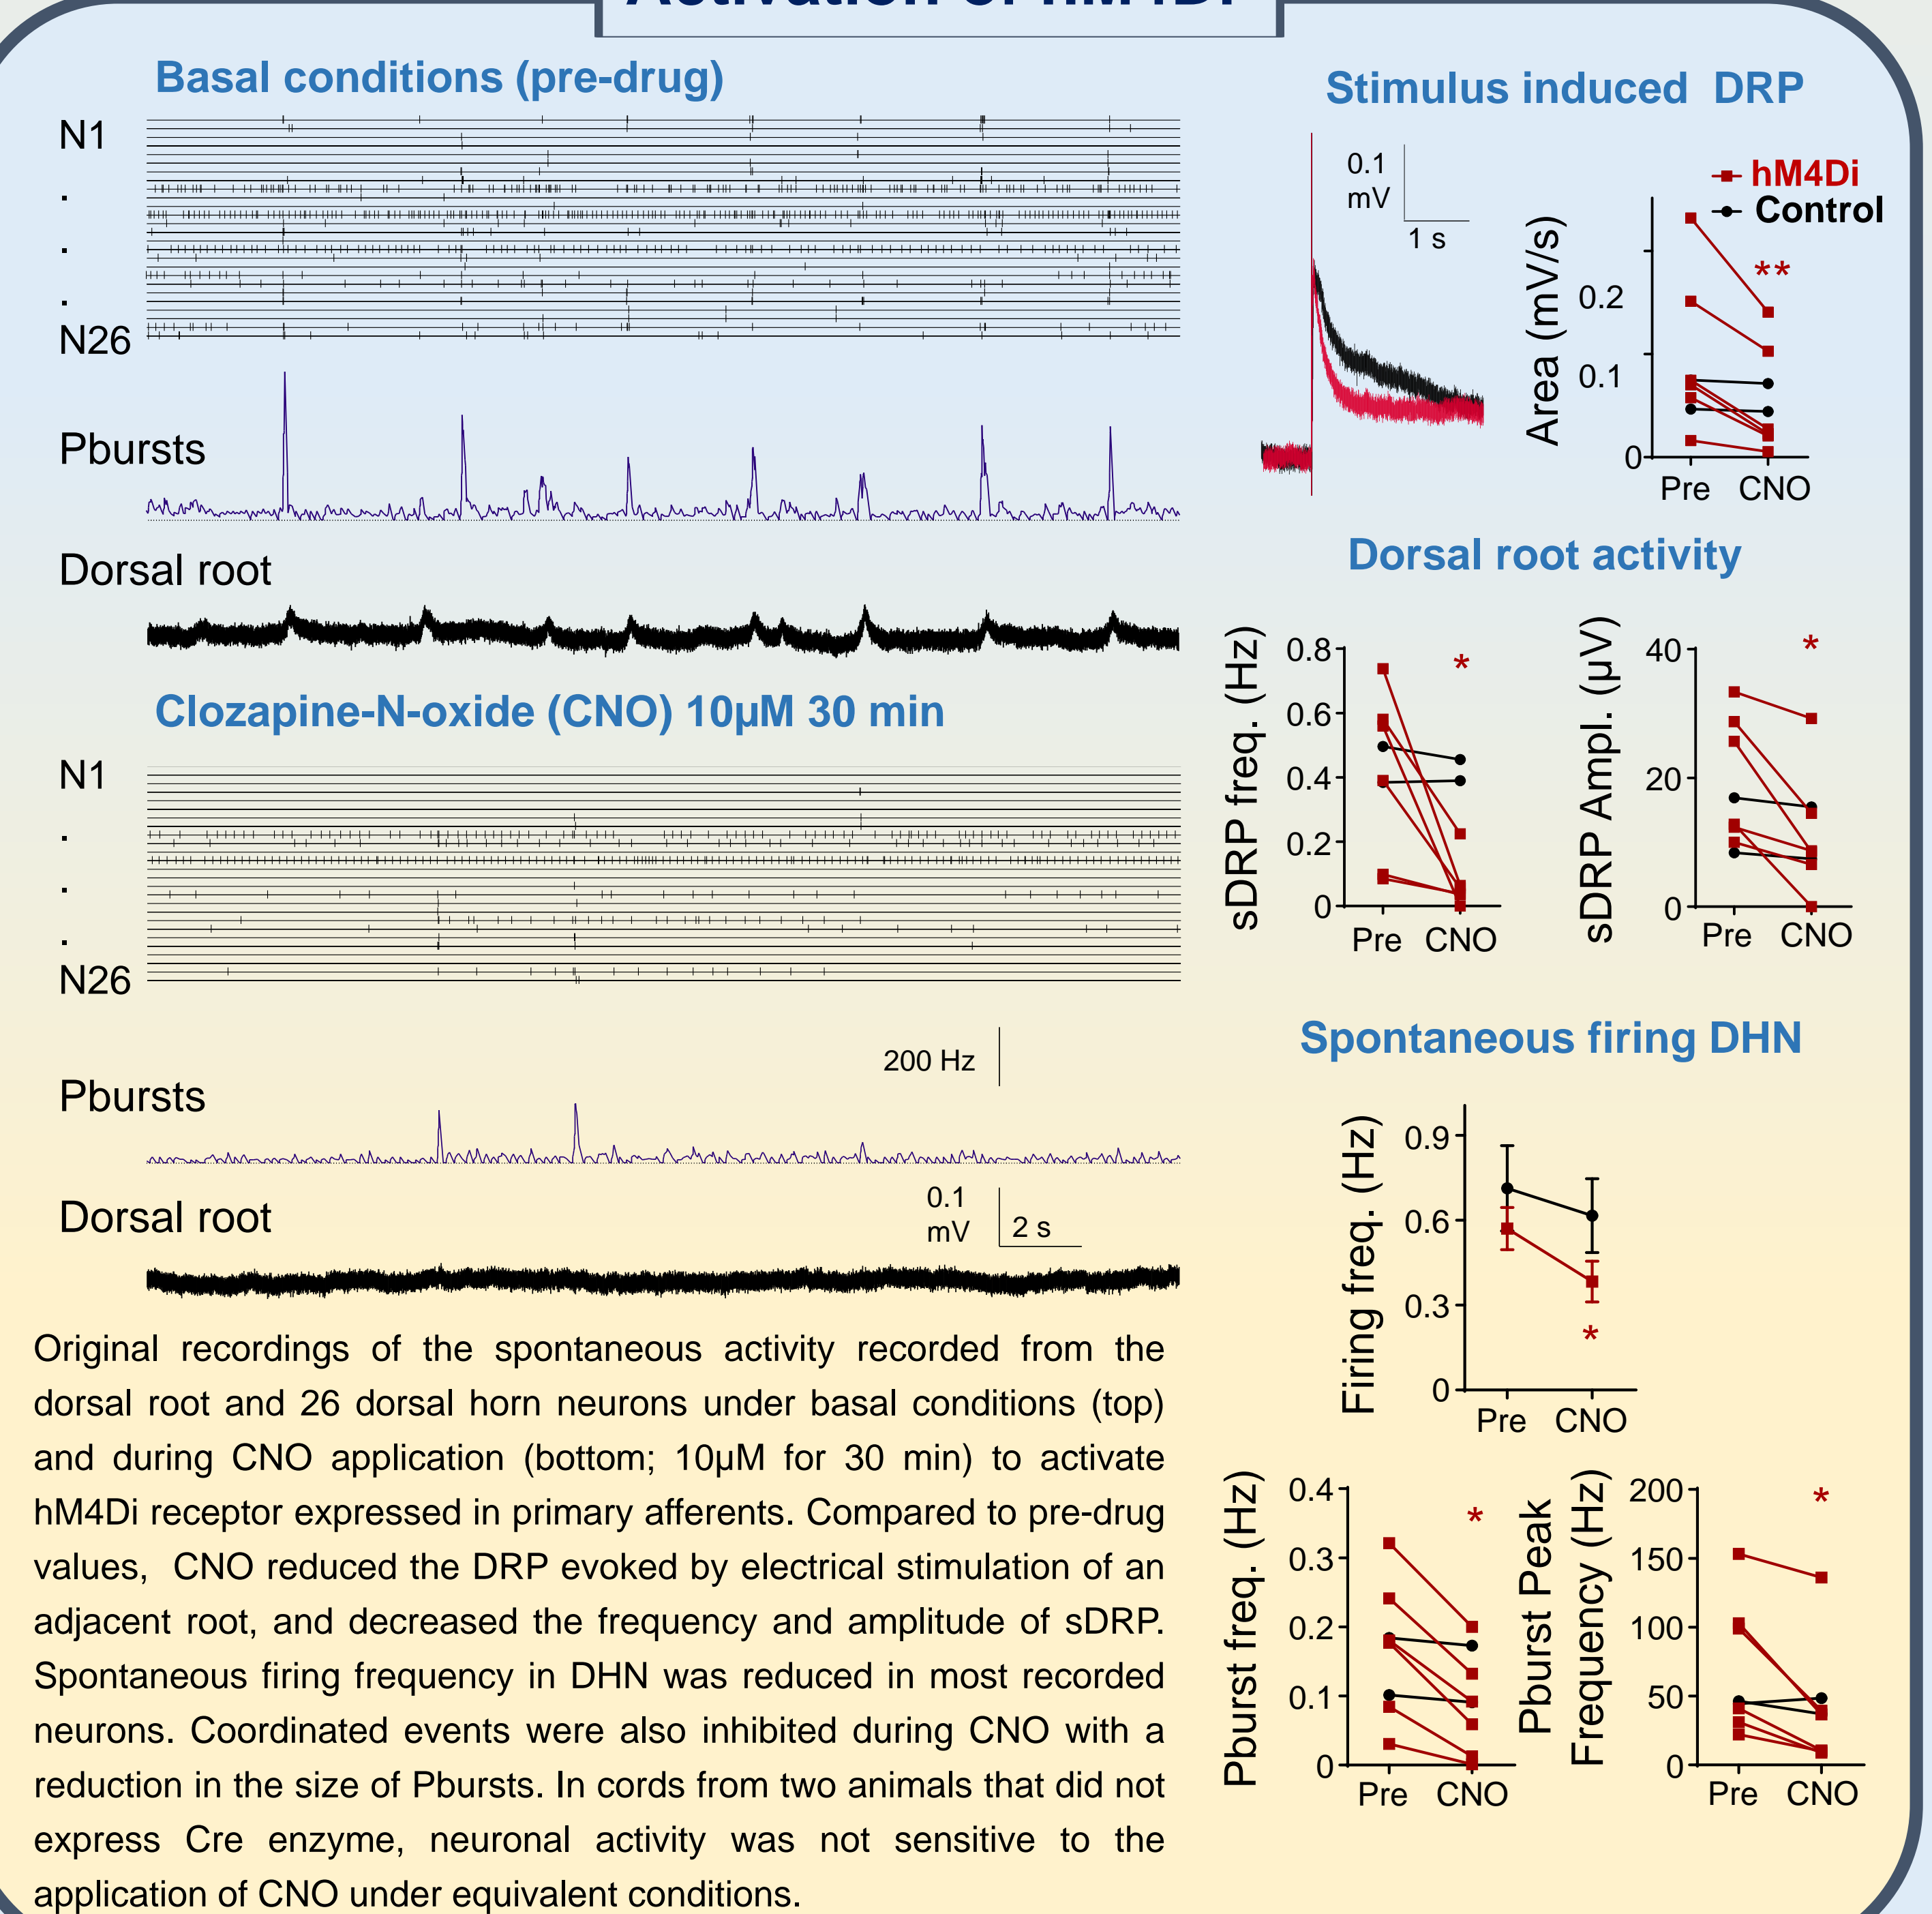 Activation of hM4Di
Basal conditions (pre-drug)
N1
.
.
.
N26
Pbursts
Dorsal root
Clozapine-N-oxide (CNO) 10µM 30 min
N1
.
.
.
N26
200 Hz
Pbursts
0.1
mV
2 s
Dorsal root
Original recordings of the spontaneous activity recorded from the
dorsal root and 26 dorsal horn neurons under basal conditions (top)
and during CNO application (bottom; 10µM for 30 min) to activate
hM4Di receptor expressed in primary afferents. Compared to pre-drug
values, CNO reduced the DRP evoked by electrical stimulation of an
adjacent root, and decreased the frequency and amplitude of sDRP.
Spontaneous firing frequency in DHN was reduced in most recorded
neurons. Coordinated events were also inhibited during CNO with a
reduction in the size of Pbursts. In cords from two animals that did not
express Cre enzyme, neuronal activity was not sensitive to the
application of CNO under equivalent conditions.
Stimulus induced DRP
0.1
mV
1 s
hM4Di
Control
**
Area (mV/s)
0.2
0.1
0
Pre CNO
Dorsal root activity
sDRP freq. (Hz)
0.8
0.6
0.4
0.2
0
*
Pre CNO
sDRP Ampl. (µV)
40
20
0
*
Pre CNO
Spontaneous firing DHN
Firing freq. (Hz)
0.9
0.6
0.3
0
*
Pre CNO
Pburst freq. (Hz)
0.4
0.3
0.2
0.1
0
*
Pre CNO
Pburst Peak
Frequency (Hz)
200
150
100
50
0
*
Pre CNO